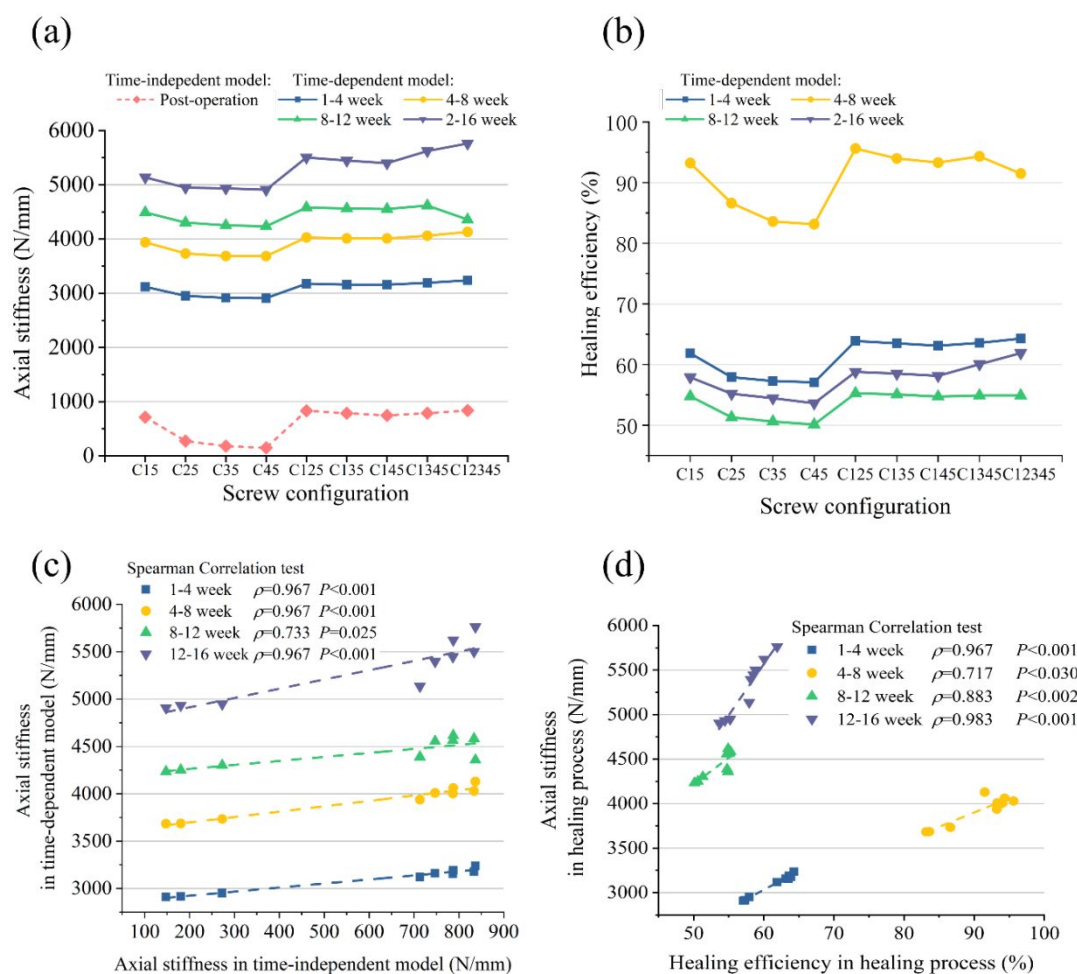 (a)
Time-indepedent model: Time-dependent model:
Post-operation 1-4 week 4-8 week
8-12 week 2-16 week
6000
5000
4000
3000
2000
1000
0
Axial stiffness (N/mm)
C15 C25 C35 C45 C125 C135 C145 C1345 C12345
Screw configuration
(b)
Time-dependent model:
1-4 week 4-8 week
8-12 week 2-16 week
100
90
80
70
60
50
Healing efficiency (%)
C15 C25 C35 C45 C125 C135 C145 C1345 C12345
Screw configuration
(c)
Spearman Correlation test
1-4 week ρ=0.967 P<0.001
4-8 week ρ=0.967 P<0.001
8-12 week ρ=0.733 P=0.025
12-16 week ρ=0.967 P<0.001
6000
5500
5000
4500
4000
3500
3000
Axial stiffness
in time-dependent model (N/mm)
100 200 300 400 500 600 700 800 900
Axial stiffness in time-independent model (N/mm)
(d)
Spearman Correlation test
1-4 week ρ=0.967 P<0.001
4-8 week ρ=0.717 P=0.030
8-12 week ρ=0.883 P=0.002
12-16 week ρ=0.983 P<0.001
6000
5500
5000
4500
4000
3500
3000
Axial stiffness
in healing process (N/mm)
50 60 70 80 90 100
Healing efficiency in healing process (%)